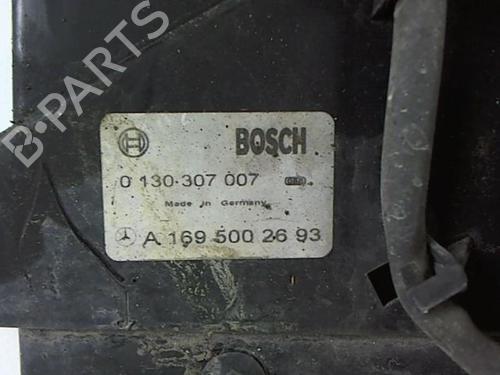 B-PARTS
BOSCH
0 130 307 007
Made in Germany
A 169 500 26 93